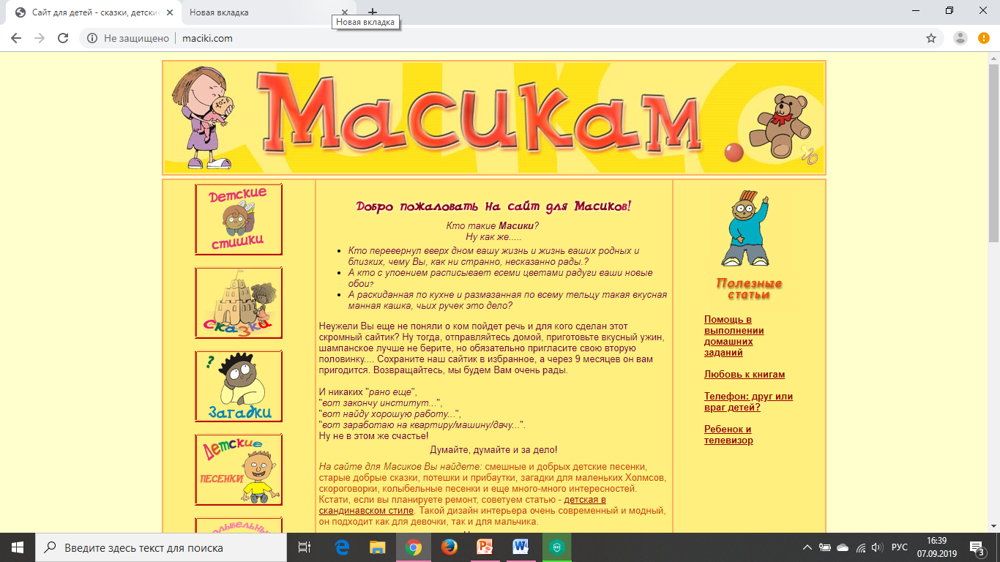 Сайт для детей - сказки, детские
Новая вкладка
Новая вкладка
Не защищено
maciki.com
Масикам
Детские
стишки
Сказки
?
Загадки
Детские
песенки
Добро пожаловать на сайт для Масиков!
Кто такие Масики?
Ну как же.....
Кто перевернул вверх дном вашу жизнь и жизнь ваших родных и
близких, чему Вы, как ни странно, несказанно рады.?
А кто с упоением расписывает всеми цветами радуги ваши новые
обои?
А раскиданная по кухне и размазанная по всему тельцу такая вкусная
манная кашка, чьих ручек это дело?
Неужели Вы еще не поняли о ком пойдет речь и для кого сделан этот
скромный сайтик? Ну тогда, отправляйтесь домой, приготовьте вкусный ужин,
шампанское лучше не берите, но обязательно пригласите свою вторую
половинку.... Сохраните наш сайтик в избранное, а через 9 месяцев он вам
пригодится. Возвращайтесь, мы будем Вам очень рады.
И никаких "рано еще",
"вот закончу институт...",
"вот найду хорошую работу...",
"вот заработаю на квартиру/машину/дачу...".
Ну не в этом же счастье!
Думайте, думайте и за дело!
На сайте для Масиков Вы найдете: смешные и добрых детские песенки,
старые добрые сказки, потешки и прибаутки, загадки для маленьких Холмсов,
скороговорки, колыбельные песенки и еще много-много интересностей.
Кстати, если вы планируете ремонт, советуем статью - детская в
скандинавском стиле. Такой дизайн интерьера очень современный и модный,
он подходит как для девочки, так и для мальчика.
Полезные
статьи
Помощь в
выполнении
домашних
заданий
Любовь к книгам
Телефон: друг или
враг детей?
Ребенок и
телевизор
Введите здесь текст для поиска
РУС
16:39
07.09.2019
3